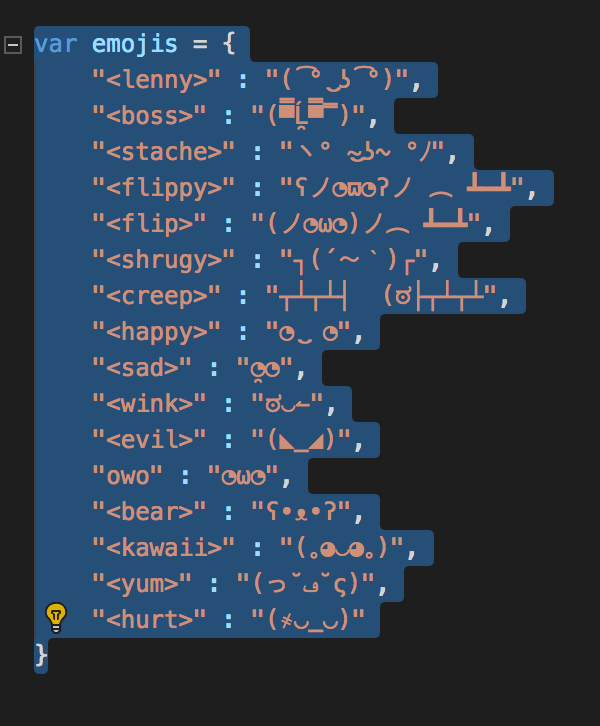 var emojis = {
"<lenny>" : "( ͡° ͜ʖ ͡°)",
"<boss>" : "(▀̿Ĺ̯▀̿ ̿)",
"<stache>" : "ヽ° ʖ̯~ °ﾉ",
"<flippy>" : "ʕノ◔ϖ◔ʔノ ︵ ┻━┻",
"<flip>" : "(ノ◔ω◔)ノ︵ ┻━┻",
"<shrugy>" : "┐(´～｀)┌",
"<creep>" : "┬┴┬┴┤ (ಠ├┬┴┬┴",
"<happy>" : "◔ ‿ ◔",
"<sad>" : "◔̯◔",
"<wink>" : "ಠ◡↼",
"<evil>" : "(◣_◢)",
"owo" : "◔ω◔",
"<bear>" : "ʕ•ᴥ•ʔ",
"<kawaii>" : "(｡◕◡◕｡)",
"<yum>" : "(っ˘ڡ˘ς)",
"<hurt>" : "(҂◡_◡)"
}